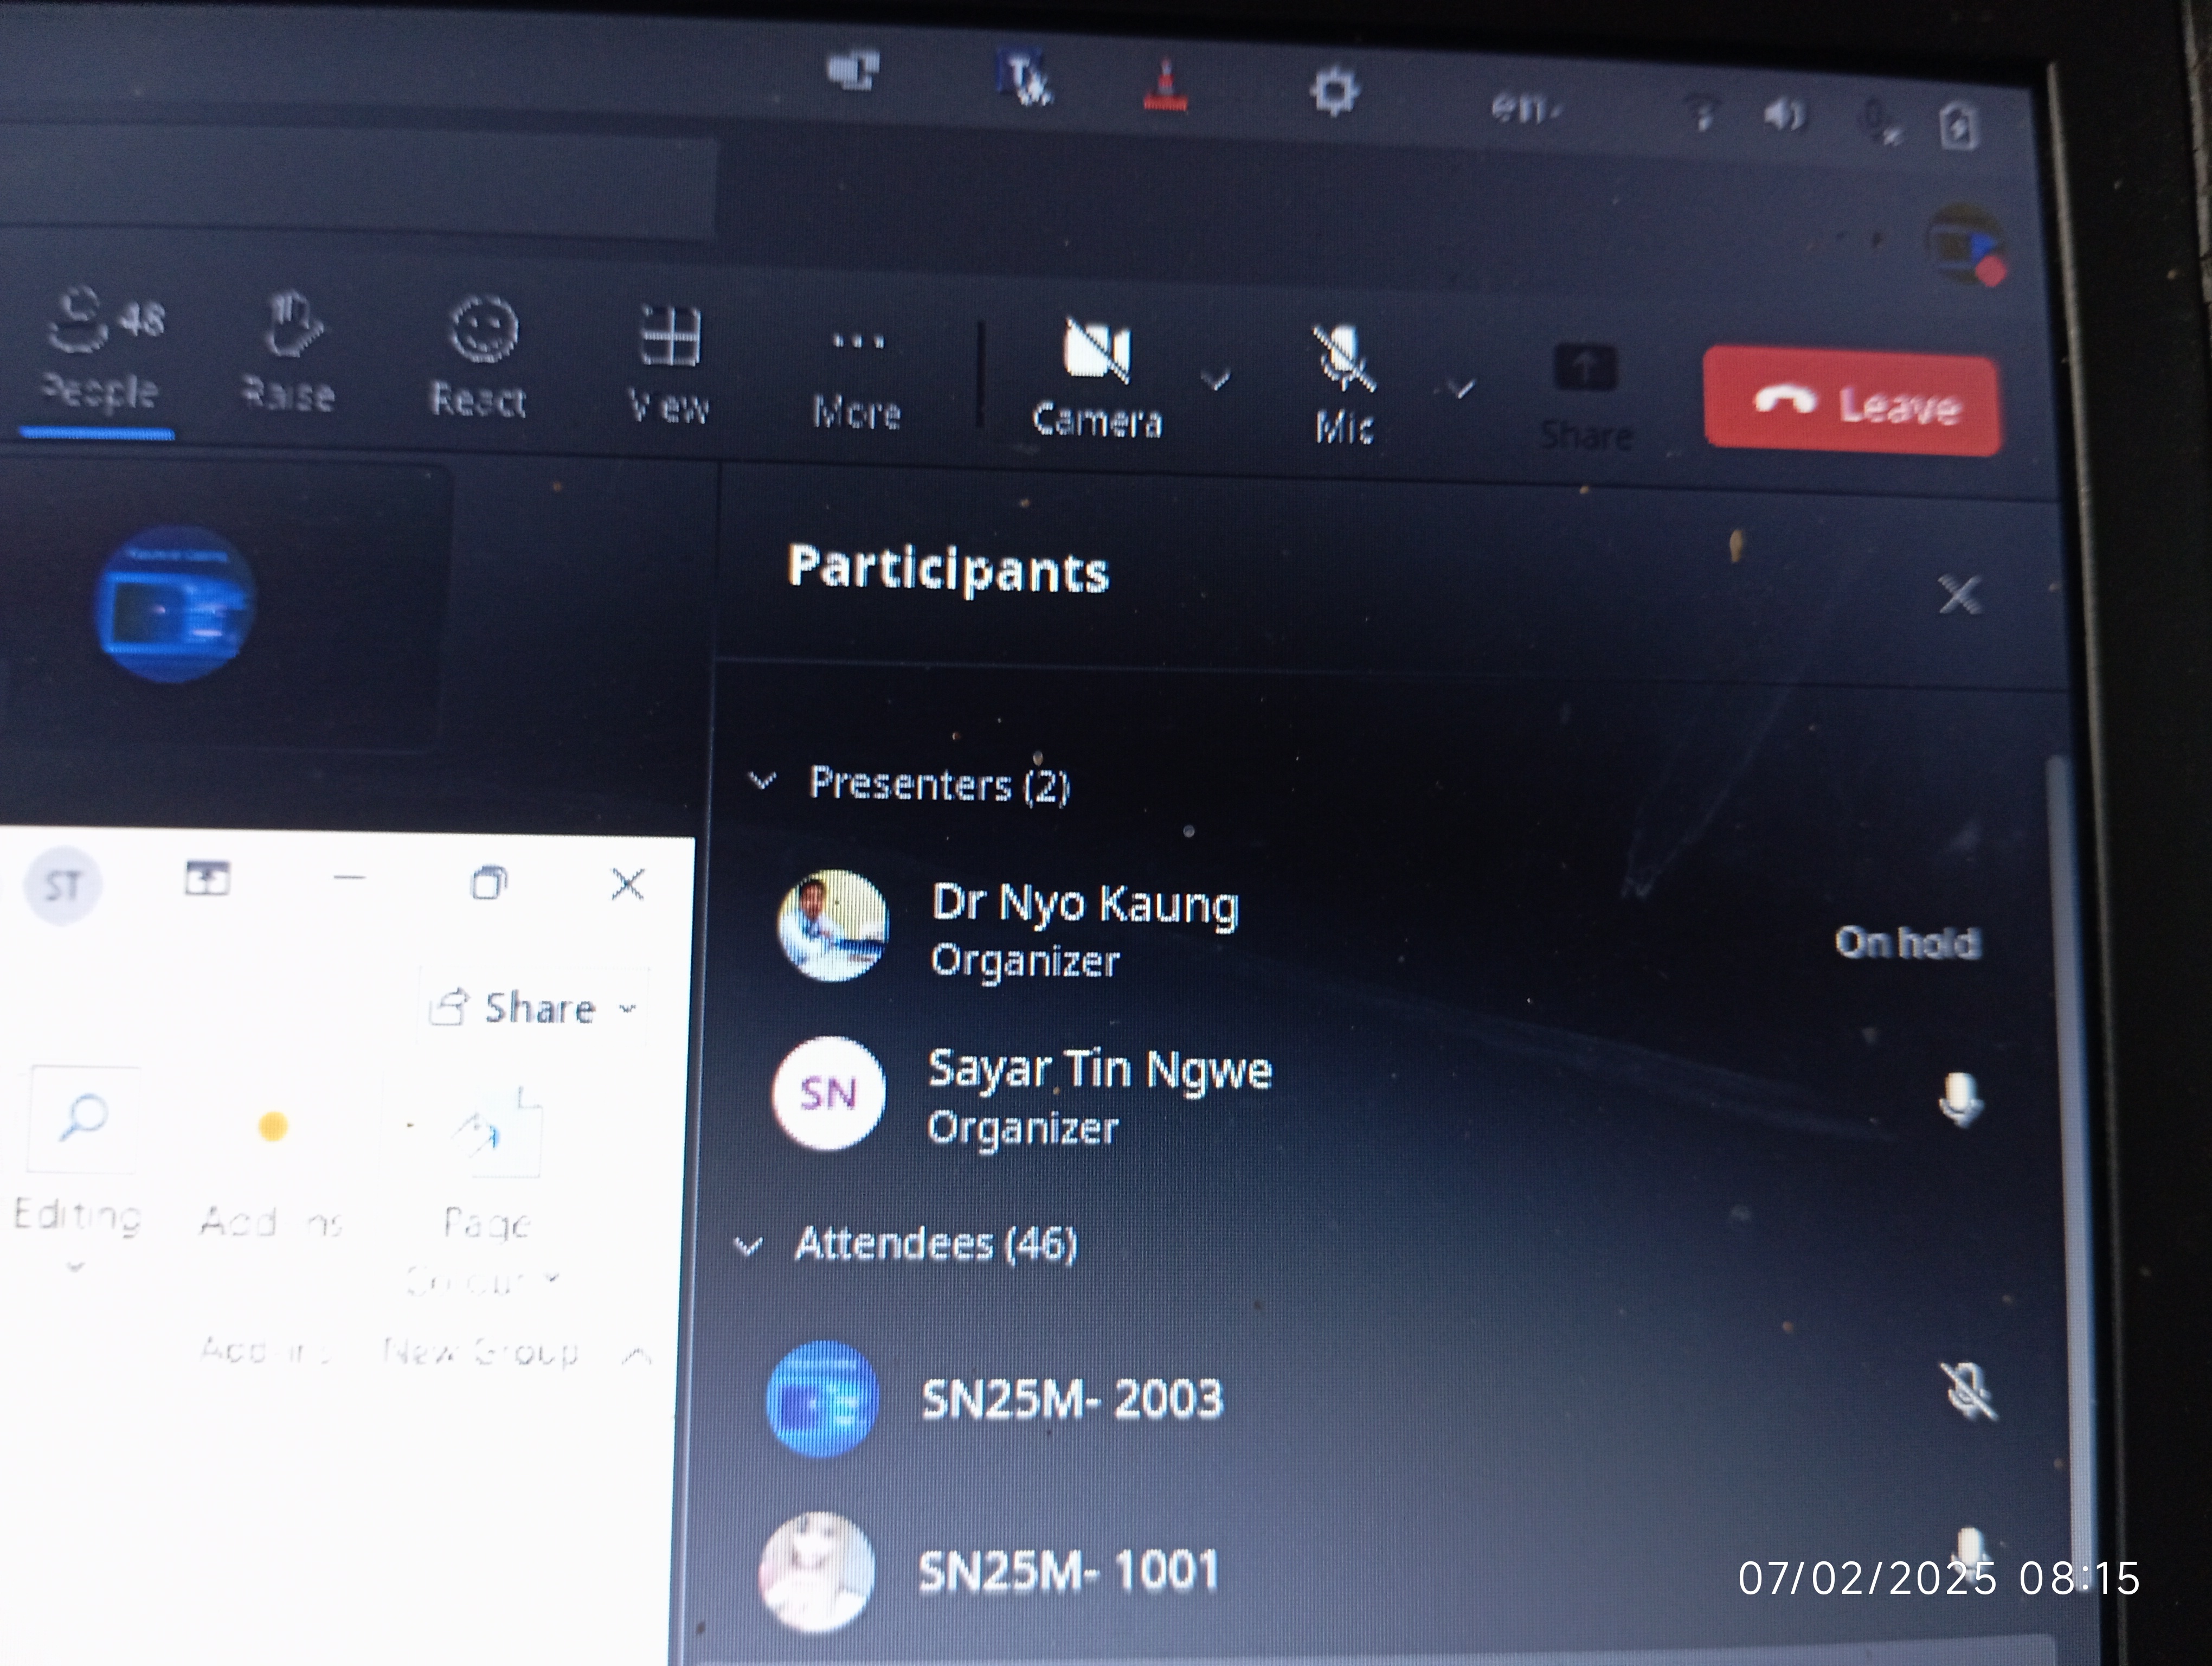 en
48
People
Raise
React
View
More
Camera
Mic
Share
Leave
Participants
Presenters (2)
Dr Nyo Kaung
Organizer
On hold
SN
Sayar Tin Ngwe
Organizer
Attendees (46)
SN25M- 2003
SN25M- 1001
ST
Share
Editing
Add-ins
Page
Colour
Add-ins
New Group
07/02/2025 08:15